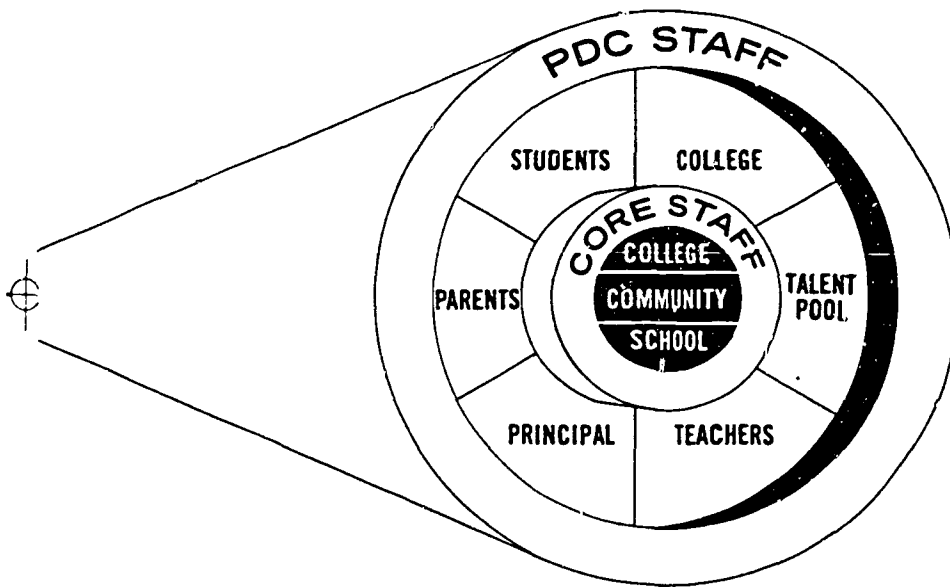 PDC STAFF
STUDENTS
COLLEGE
CORE STAFF
COLLEGE
COMMUNITY
SCHOOL
PARENTS
TALENT
POOL
PRINCIPAL
TEACHERS